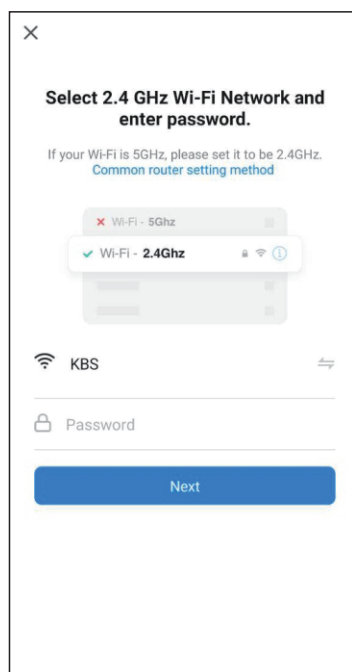 Select 2.4 GHz Wi-Fi Network and
enter password.
If your Wi-Fi is 5GHz, please set it to be 2.4GHz.
Common router setting method
Wi-Fi - 5Ghz
Wi-Fi - 2.4Ghz
KBS
Password
Next